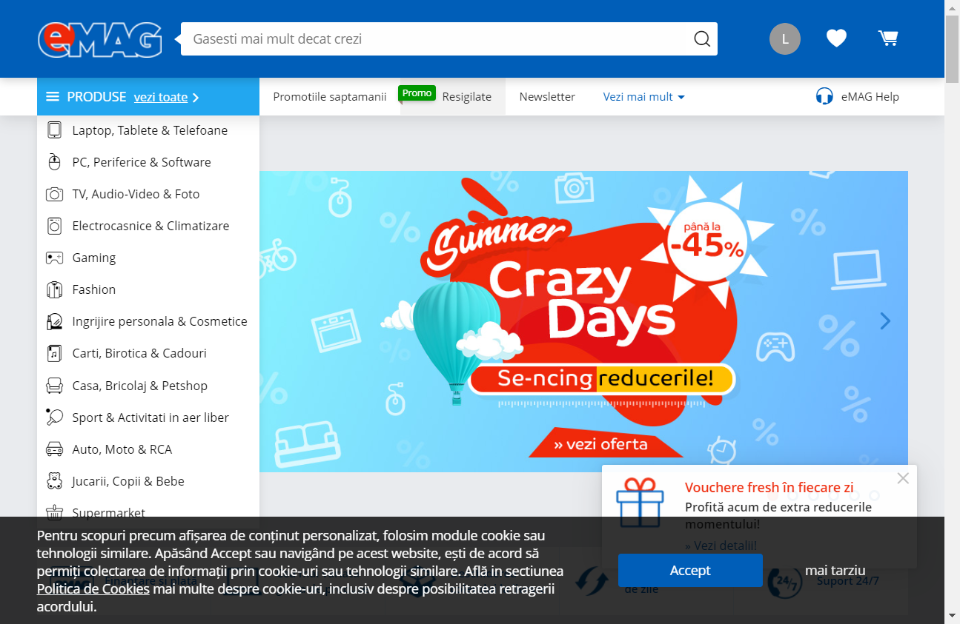 eMAG
Gasesti mai mult decat crezi
L
PRODUSE vezi toate
Promotiile saptamanii
Promo
Resigilate
Newsletter
Vezi mai mult
eMAG Help
Laptop, Tablete & Telefoane
PC, Periferice & Software
TV, Audio-Video & Foto
Electrocasnice & Climatizare
Gaming
Fashion
Ingrijire personala & Cosmetice
Carti, Birotica & Cadouri
Casa, Bricolaj & Petshop
Sport & Activitati in aer liber
Auto, Moto & RCA
Jucarii, Copii & Bebe
Supermarket
Summer
Crazy
Days
până la
-45%
Se-ncing reducerile!
» vezi oferta
Vouchere fresh în fiecare zi
Profită acum de extra reducerile
momentului!
» Vezi detalii!
Pentru scopuri precum afișarea de conținut personalizat, folosim module cookie sau
tehnologii similare. Apăsând Accept sau navigând pe acest website, ești de acord să
permiți colectarea de informații prin cookie-uri sau tehnologii similare. Află in sectiunea
Politica de Cookies mai multe despre cookie-uri, inclusiv despre posibilitatea retragerii
acordului.
Accept
mai tarziu
de zile
24/7
Suport 24/7